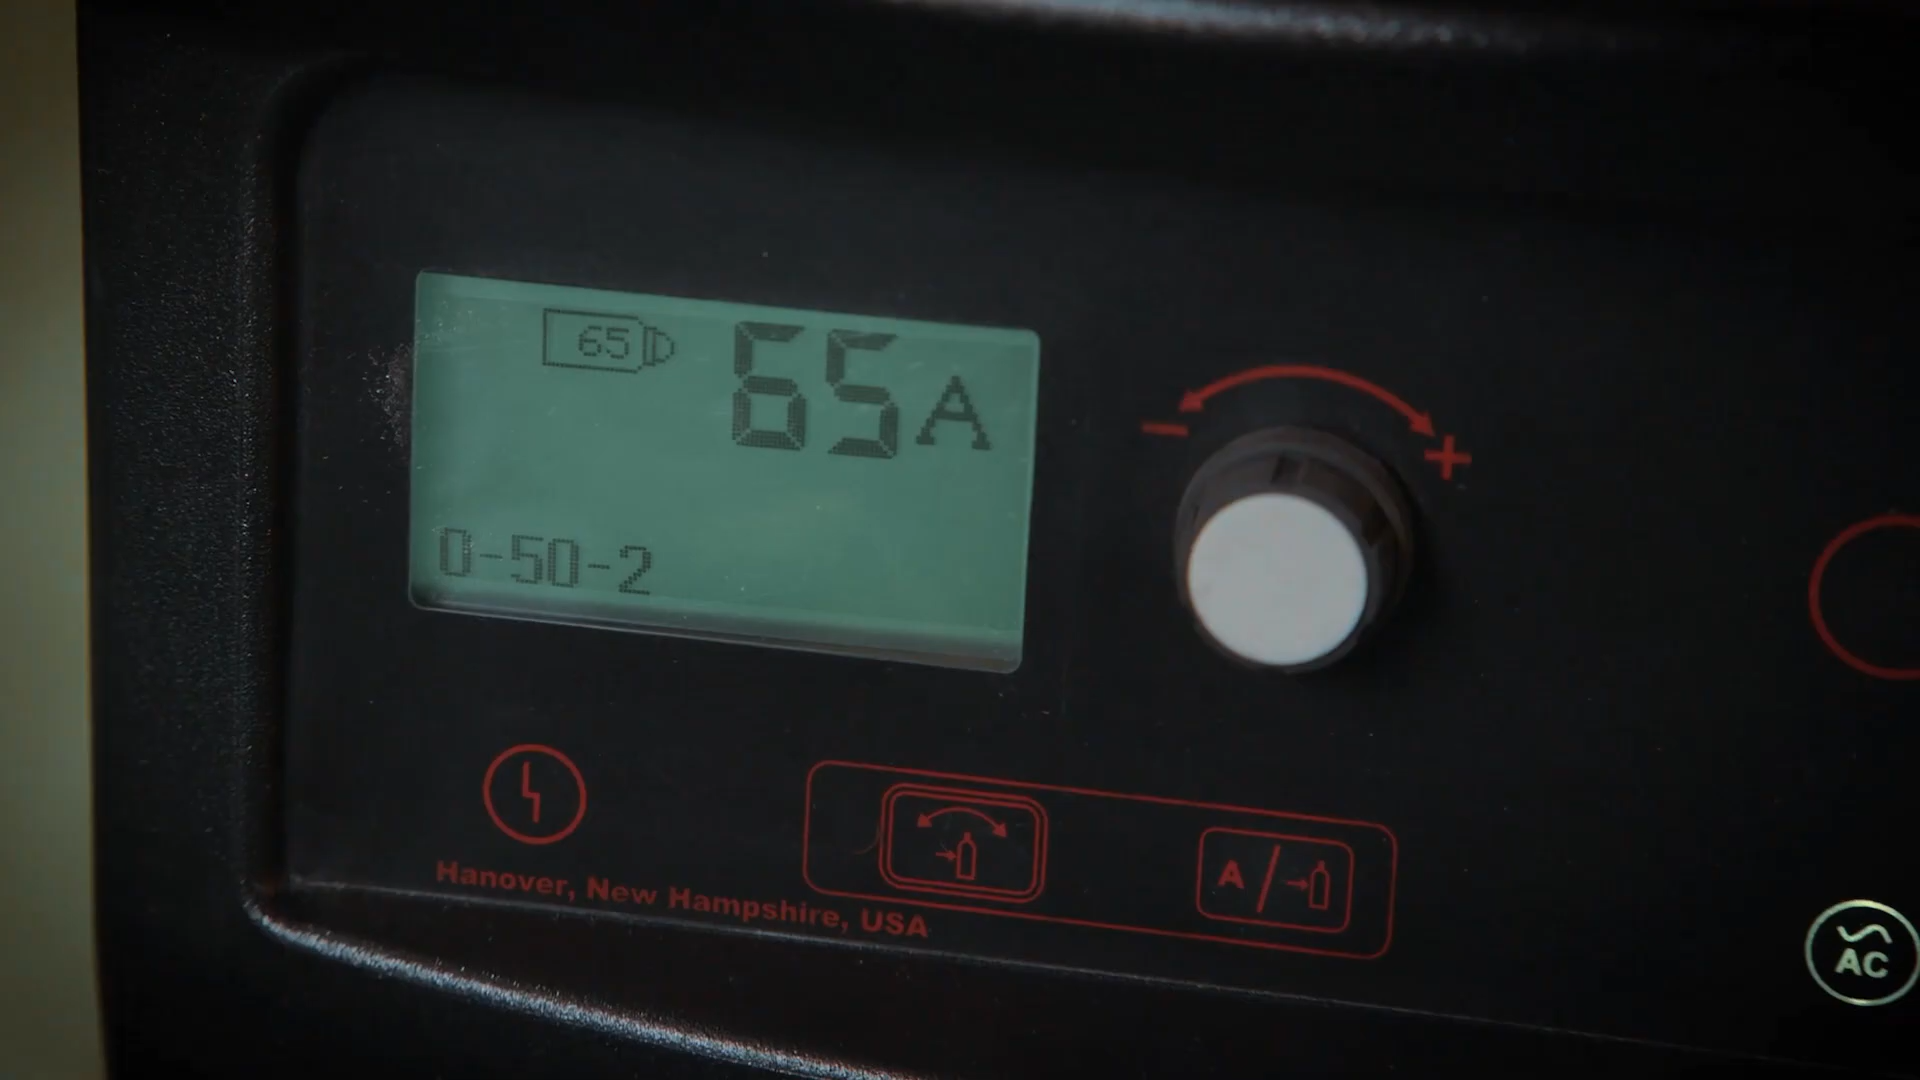 65
65A
0-50-2
- +
Hanover, New Hampshire, USA
A/
AC